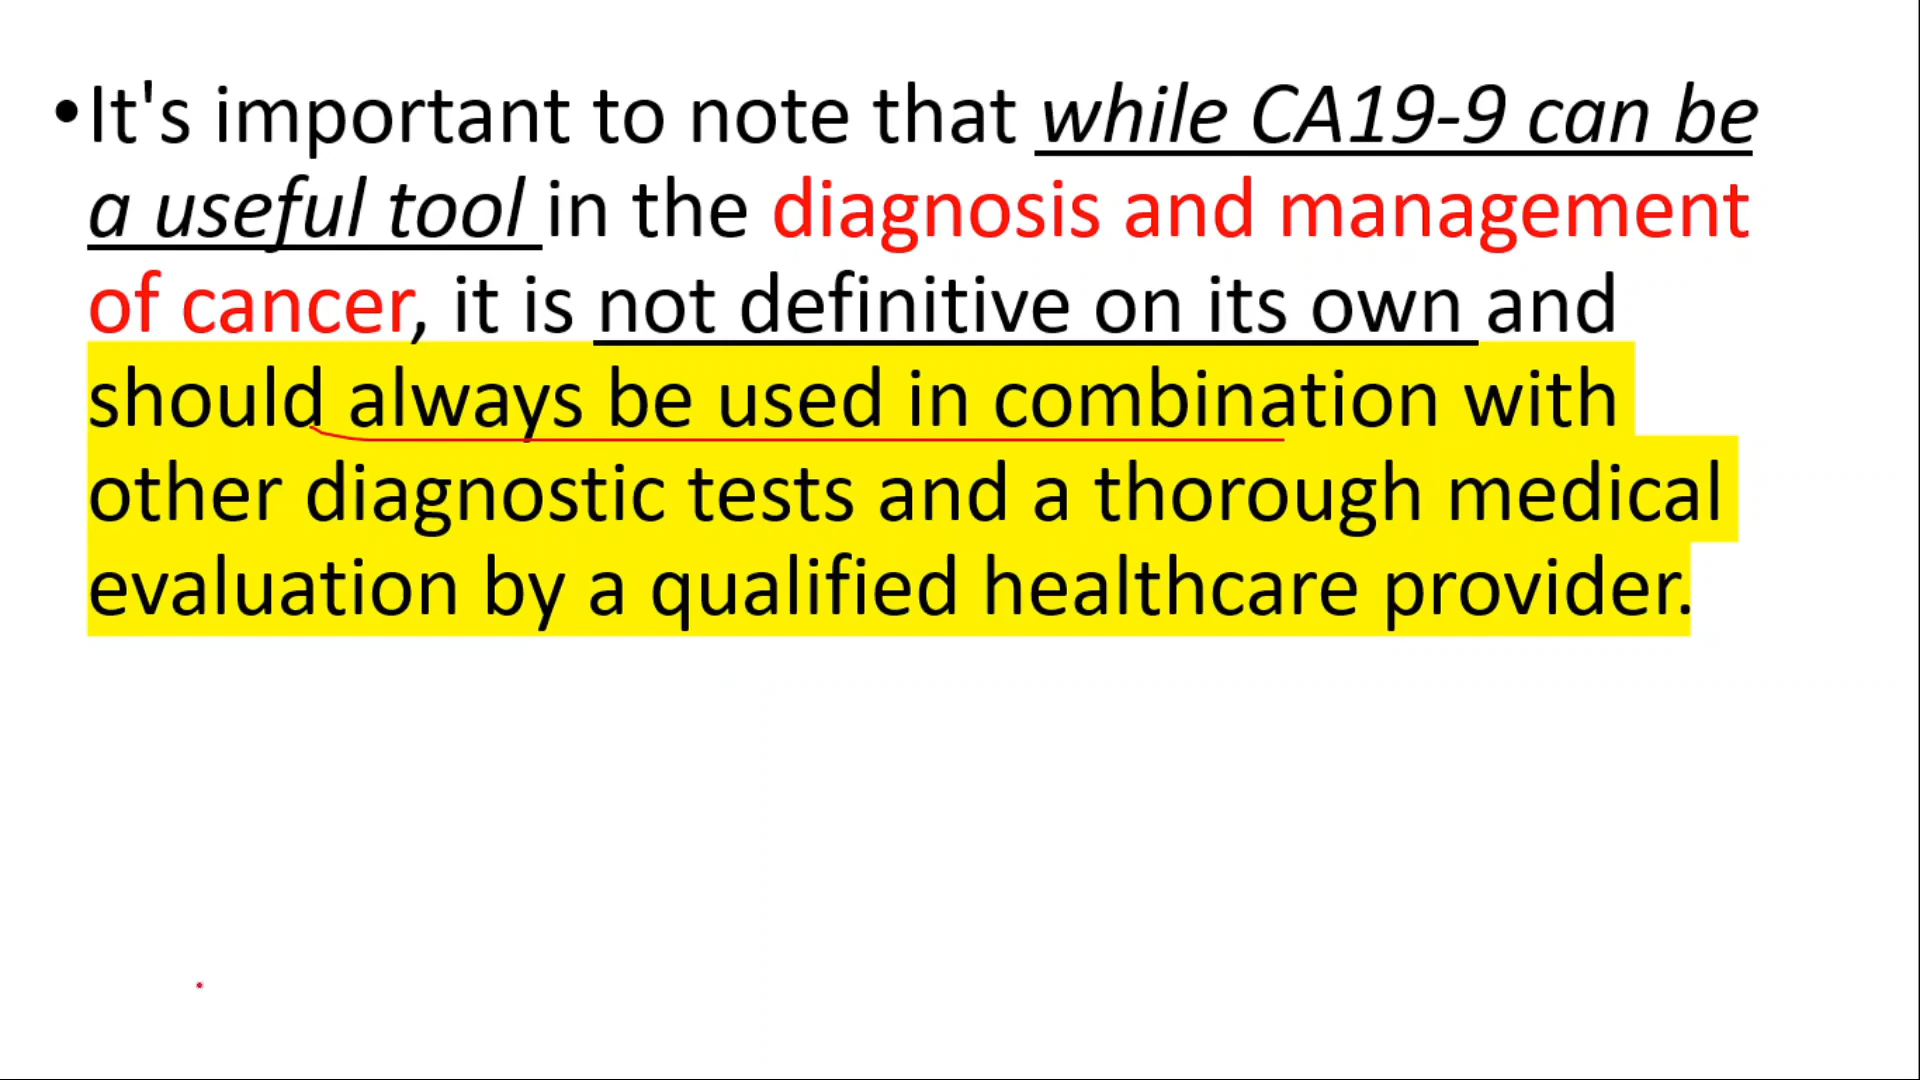 •It's important to note that while CA19-9 can be
a useful tool in the diagnosis and management
of cancer, it is not definitive on its own and
should always be used in combination with
other diagnostic tests and a thorough medical
evaluation by a qualified healthcare provider.